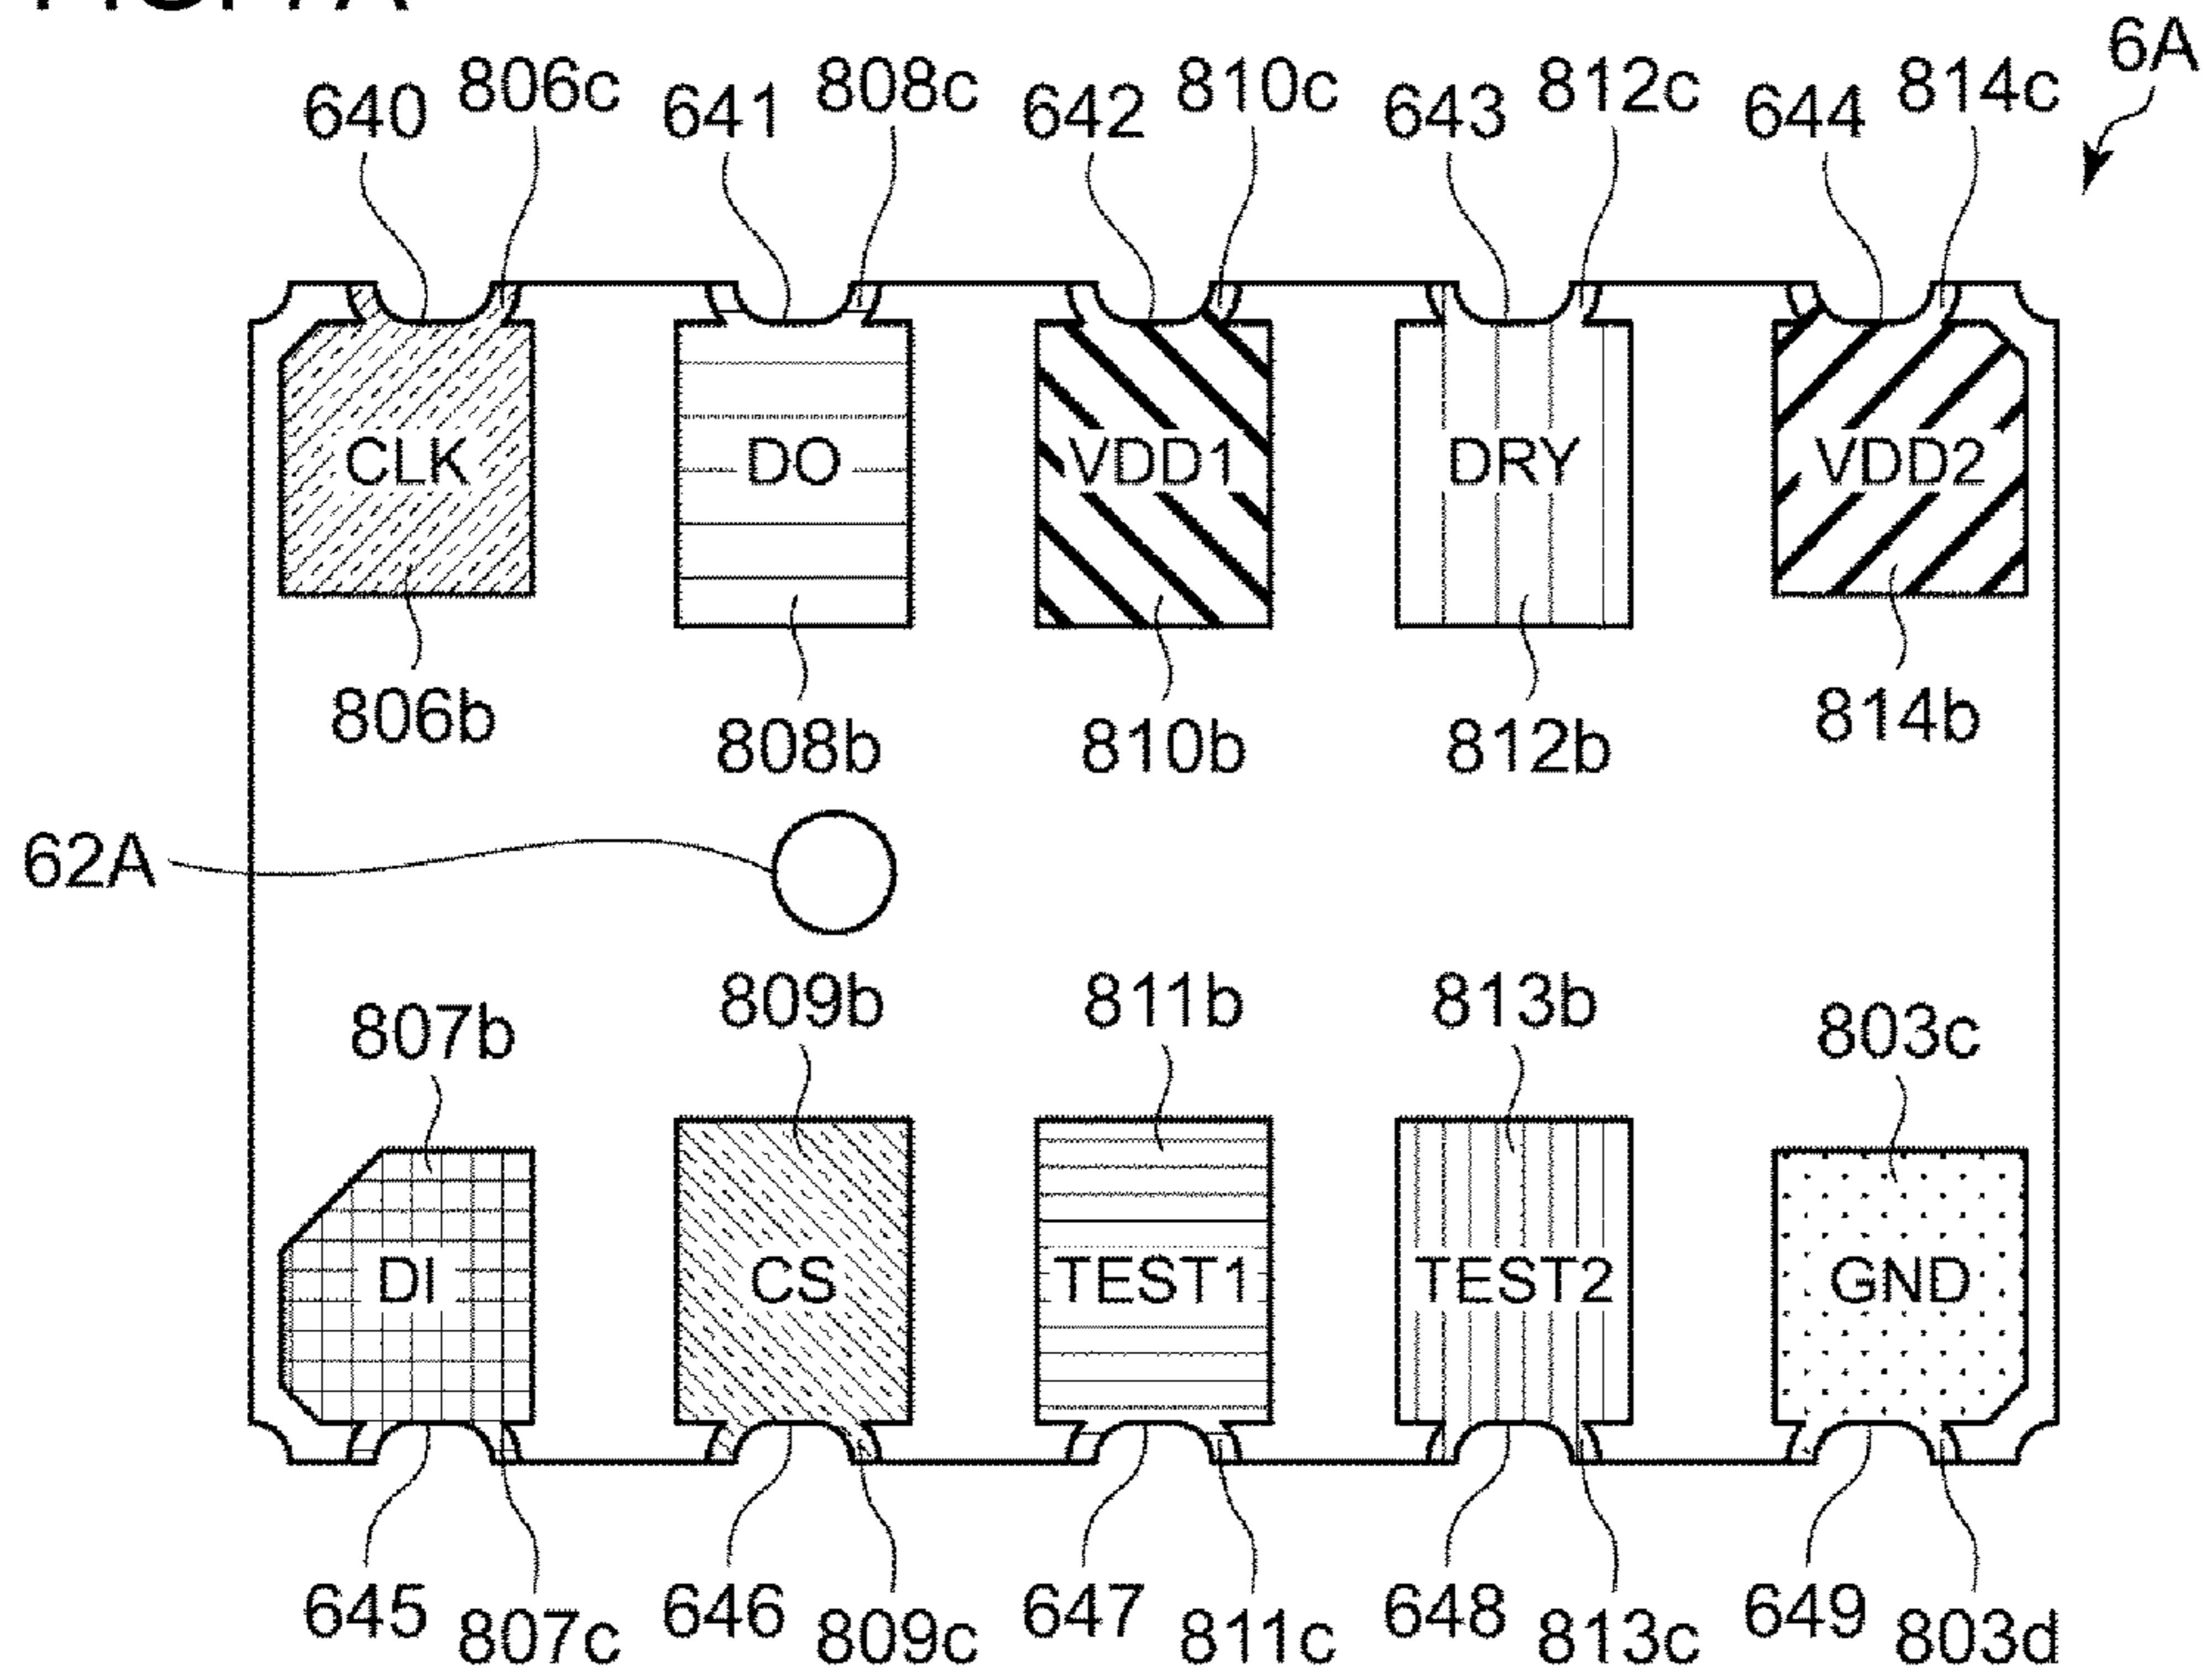 FIG. 7A
6A
640 806c 641 808c 642 810c 643 812c 644 814c
CLK DO VDD1 DRY VDD2
806b 808b 810b 812b 814b
62A
807b 809b 811b 813b 803c
DI CS TEST1 TEST2 GND
645 807c 646 809c 647 811c 648 813c 649 803d